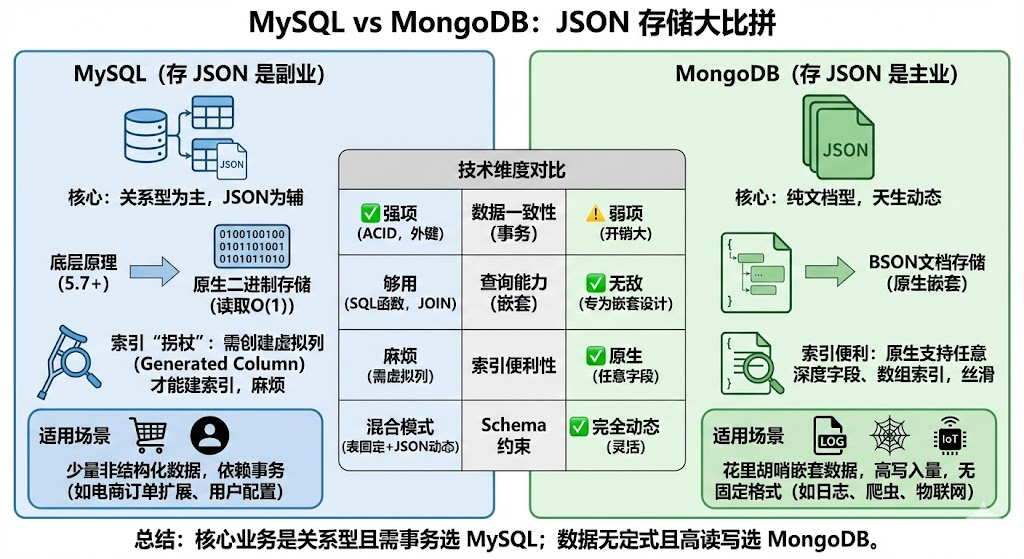 MySQL vs MongoDB：JSON 存储大比拼
MySQL（存 JSON 是副业）
JSON
核心：关系型为主，JSON为辅
底层原理
(5.7+)
0100100100
0101101001
0101011010
原生二进制存储
(读取O(1))
索引“拐杖”：需创建虚拟列
(Generated Column)
才能建索引，麻烦
适用场景
少量非结构化数据，依赖事务
（如电商订单扩展、用户配置）
技术维度对比
强项
(ACID，外键)
数据一致性
(事务)
弱项
(开销大)
够用
(SQL函数，JOIN)
查询能力
(嵌套)
无敌
(专为嵌套设计)
麻烦
(需虚拟列)
索引便利性
原生
(任意字段)
混合模式
(表固定+JSON动态)
Schema
约束
完全动态
(灵活)
MongoDB（存 JSON 是主业）
JSON
核心：纯文档型，天生动态
BSON文档存储
(原生嵌套)
索引便利：原生支持任意
深度字段、数组索引，丝滑
适用场景
LOG
IoT
花里胡哨嵌套数据，高写入量，无
固定格式（如日志、爬虫、物联网）
总结：核心业务是关系型且需事务选 MySQL；数据无定式且高读写选 MongoDB。